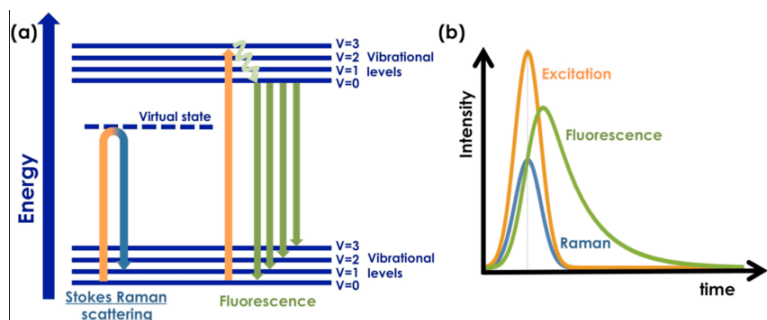 (a)
Energy
V=3
V=2 Vibrational
V=1 levels
V=0
Virtual state
V=3
V=2 Vibrational
V=1 levels
V=0
Stokes Raman
scattering
Fluorescence
(b)
Intensity
Excitation
Fluorescence
Raman
time